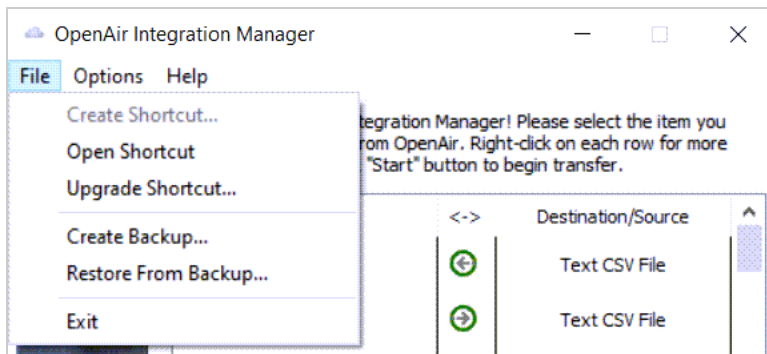 OpenAir Integration Manager
File Options Help
Create Shortcut...
Open Shortcut
Upgrade Shortcut...
Create Backup...
Restore From Backup...
Exit
tegration Manager! Please select the item you
rom OpenAir. Right-click on each row for more
"Start" button to begin transfer.
<-> Destination/Source
Text CSV File
Text CSV File